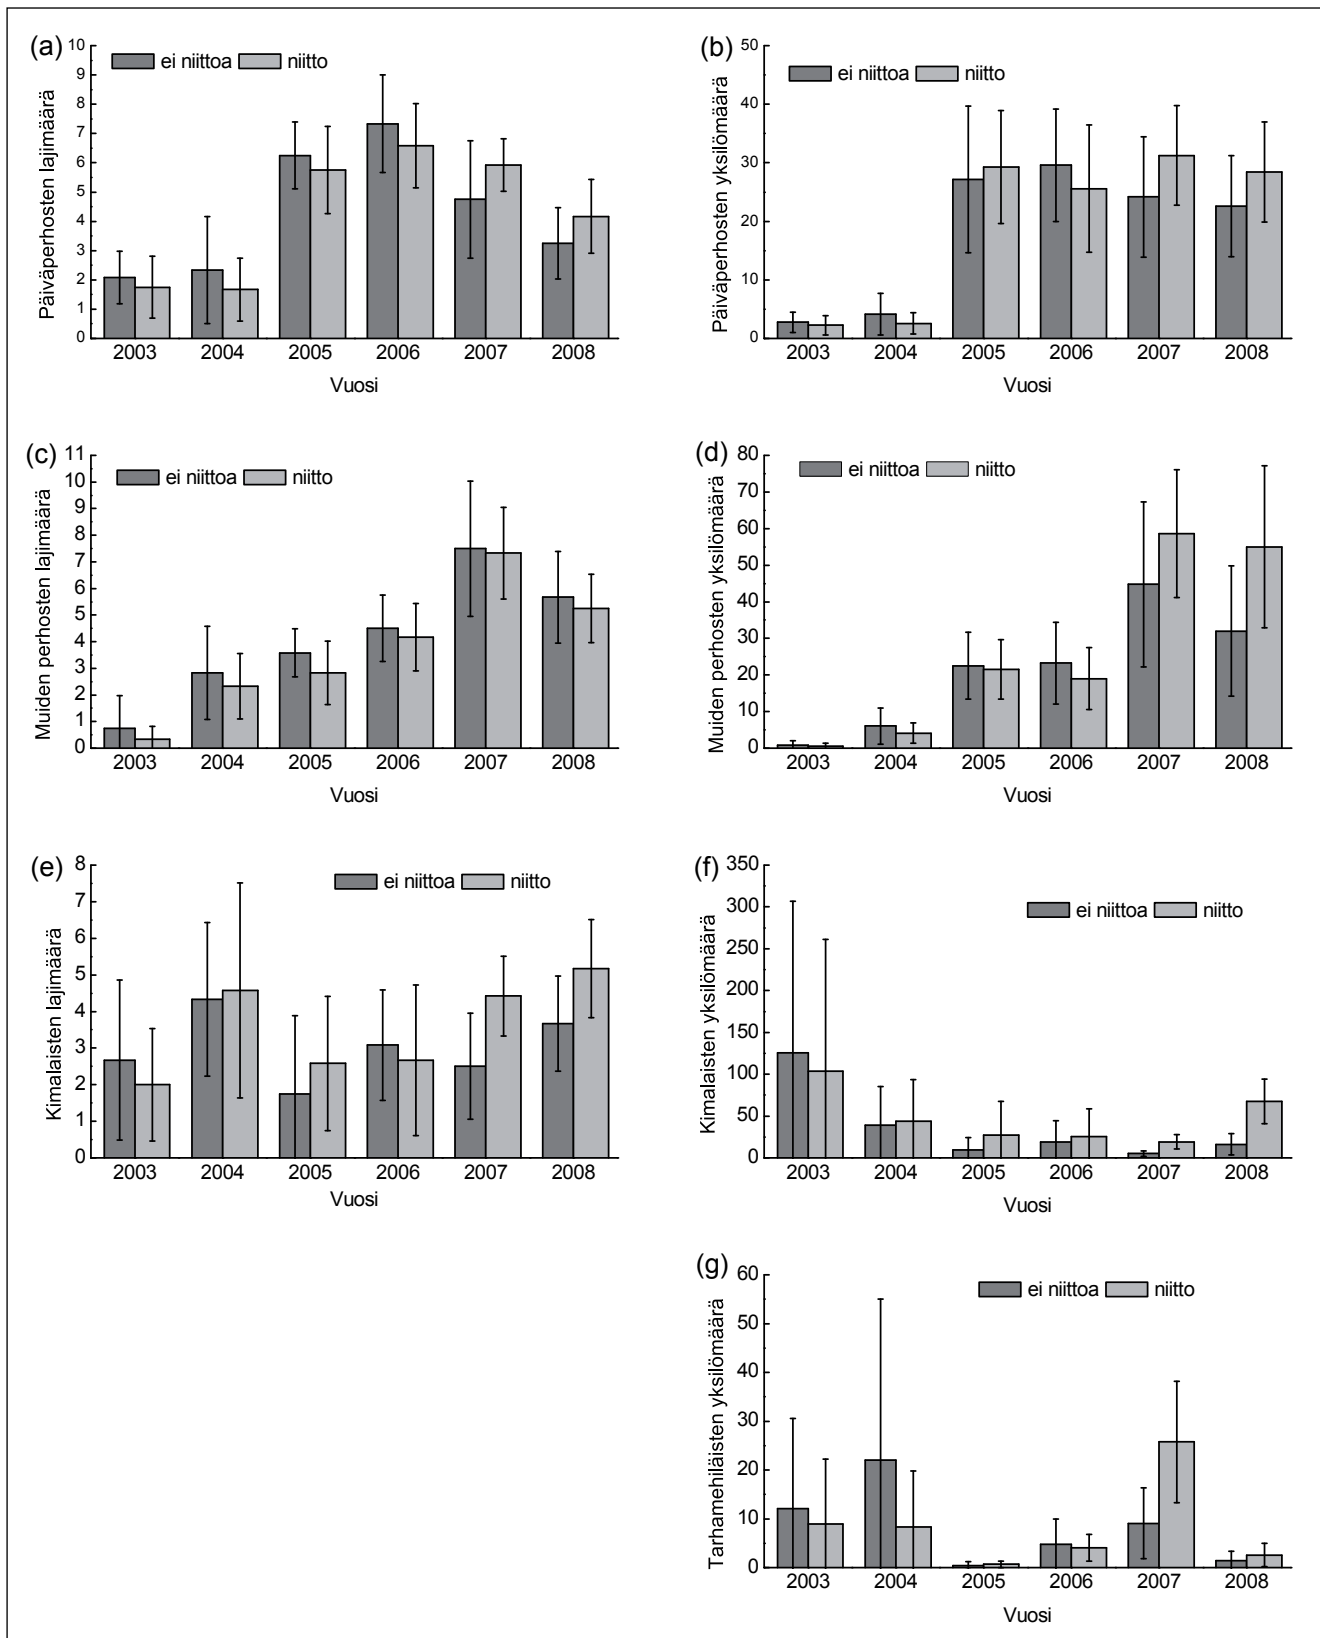 (a)
ei niittoa niitto
Päiväperhosten lajimäärä
10
9
8
7
6
5
4
3
2
1
0
2003 2004 2005 2006 2007 2008
Vuosi
(b)
ei niittoa niitto
Päiväperhosten yksilömäärä
50
40
30
20
10
0
2003 2004 2005 2006 2007 2008
Vuosi
(c)
ei niittoa niitto
Muiden perhosten lajimäärä
11
10
9
8
7
6
5
4
3
2
1
0
2003 2004 2005 2006 2007 2008
Vuosi
(d)
ei niittoa niitto
Muiden perhosten yksilömäärä
80
70
60
50
40
30
20
10
0
2003 2004 2005 2006 2007 2008
Vuosi
(e)
ei niittoa niitto
Kimalaisten lajimäärä
8
7
6
5
4
3
2
1
0
2003 2004 2005 2006 2007 2008
Vuosi
(f)
ei niittoa niitto
Kimalaisten yksilömäärä
350
300
250
200
150
100
50
0
2003 2004 2005 2006 2007 2008
Vuosi
(g)
ei niittoa niitto
Tarhamehiläisten yksilömäärä
60
50
40
30
20
10
0
2003 2004 2005 2006 2007 2008
Vuosi